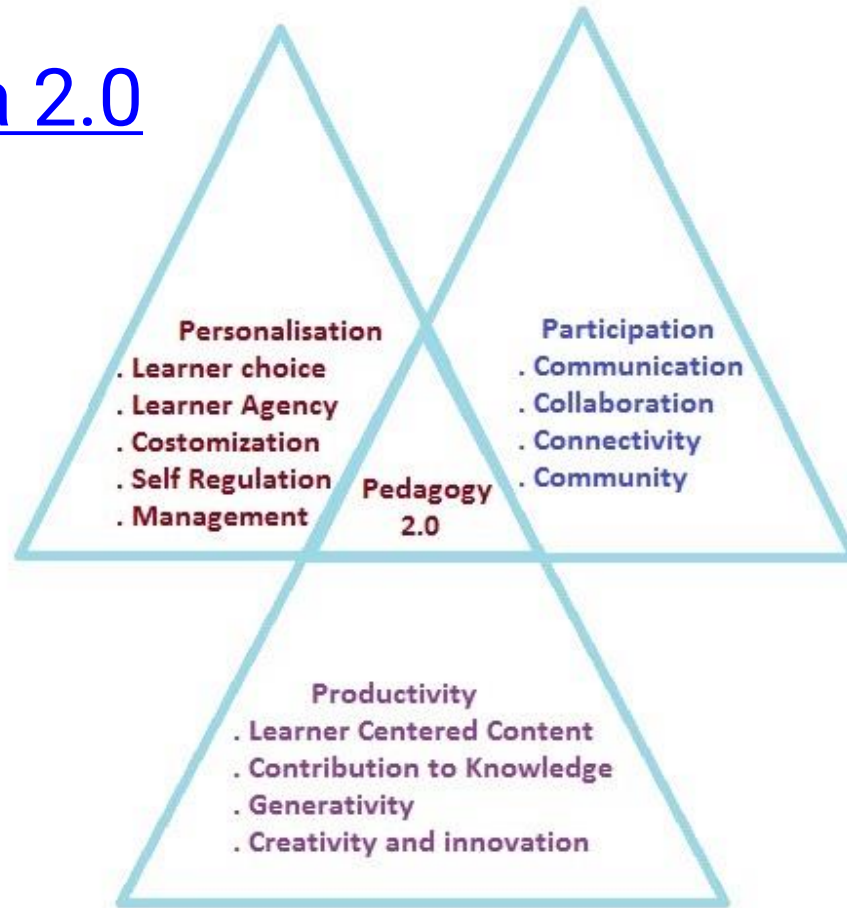 2.0
Personalisation
. Learner choice
. Learner Agency
. Costomization
. Self Regulation
. Management
Participation
. Communication
. Collaboration
. Connectivity
. Community
Pedagogy
2.0
Productivity
. Learner Centered Content
. Contribution to Knowledge
. Generativity
. Creativity and innovation